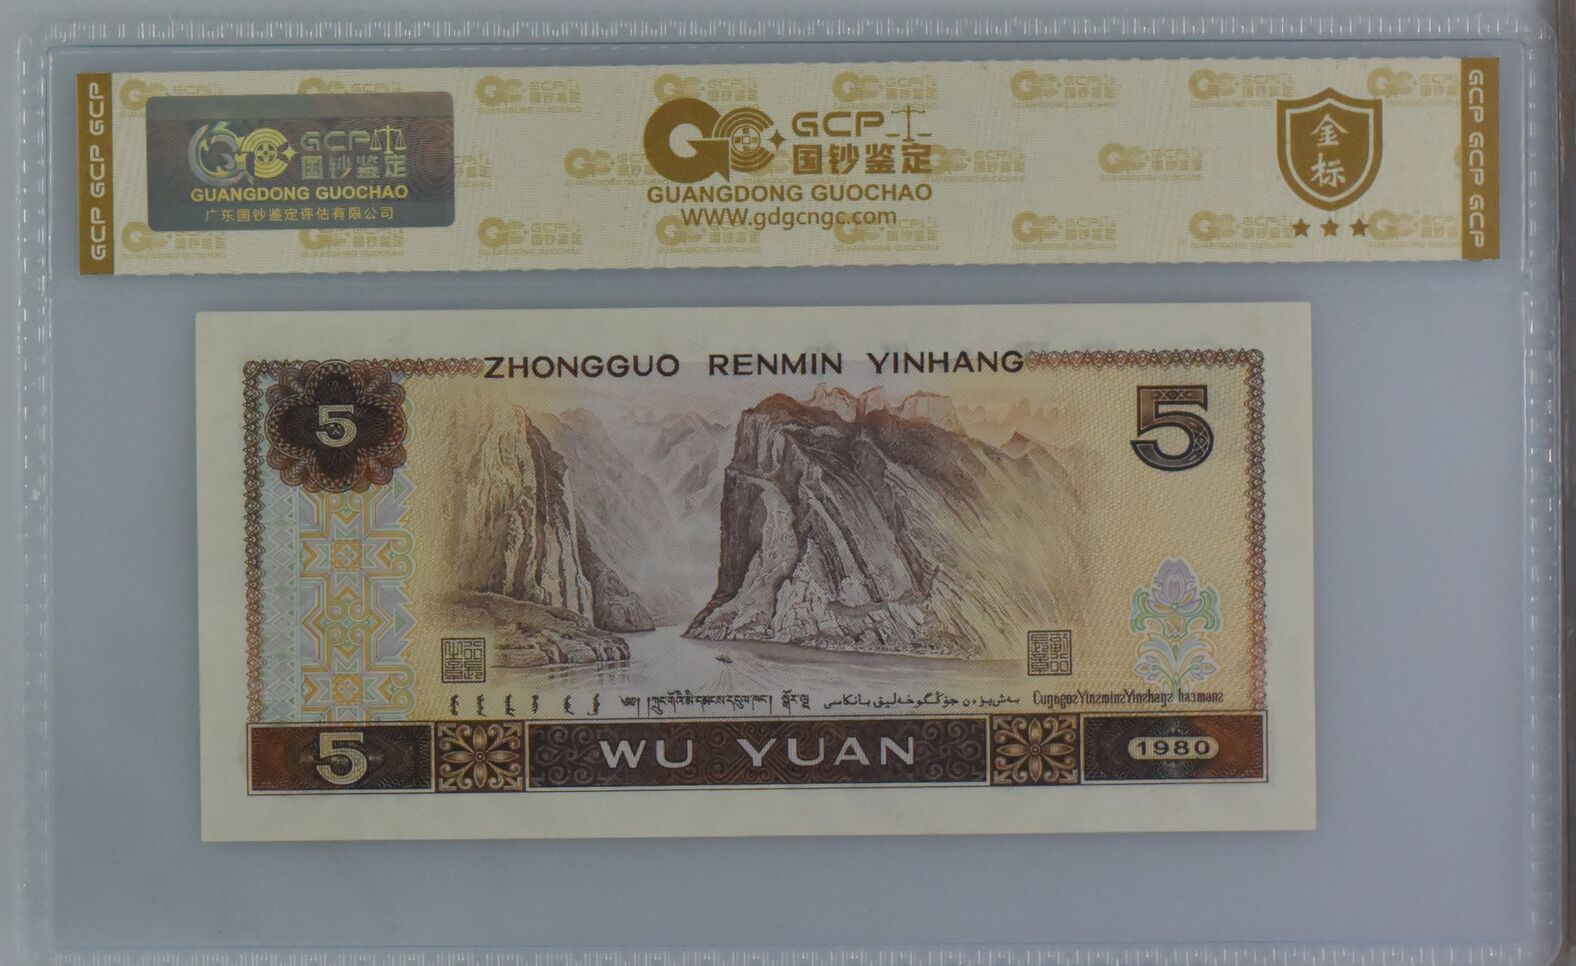 GCP GCP GCP
GCP
国钞鉴定
GUANGDONG GUOCHAO
广东国钞鉴定评估有限公司
GCP
国钞鉴定
GUANGDONG GUOCHAO
WWW.gdgcngc.com
金标
GCP GCP GCP
ZHONGGUO RENMIN YINHANG
5
5
5
WU YUAN
1980